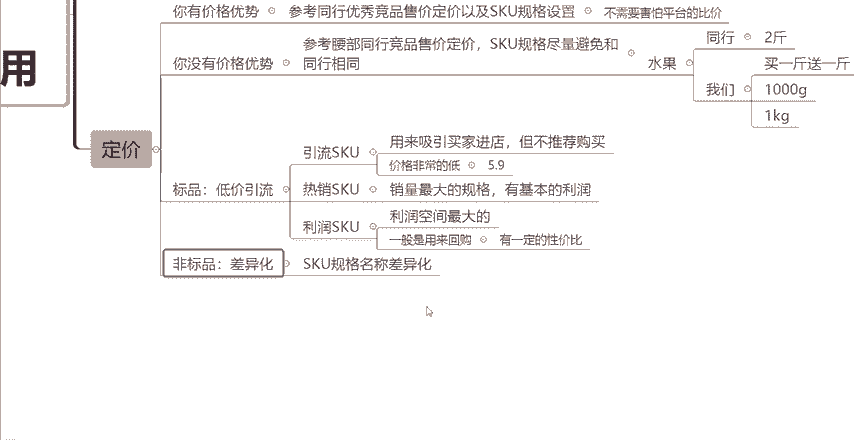 用
定价
你有价格优势
参考同行优秀竞品售价定价以及SKU规格设置
不需要害怕平台的比价
你没有价格优势
参考腰部同行竞品售价定价，SKU规格尽量避免和
同行相同
水果
同行
2斤
我们
买一斤送一斤
1000g
1kg
标品：低价引流
引流SKU
用来吸引买家进店，但不推荐购买
价格非常的低
5.9
热销SKU
销量最大的规格，有基本的利润
利润SKU
利润空间最大的
一般是用来回购
有一定的性价比
非标品：差异化
SKU规格名称差异化